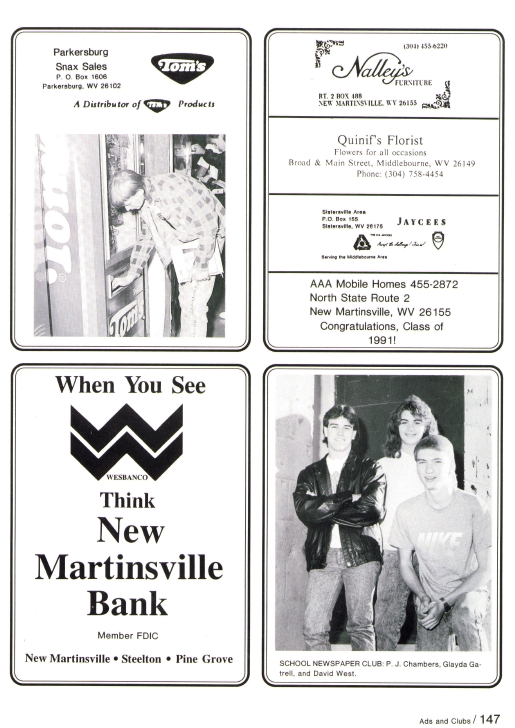 Parkersburg
Snax Sales
P. O. Box 1606
Parkersburg, WV 26102
Tom's
A Distributor of Tom's Products
Tom's
Tom's
(304) 455-6220
Nalley's
FURNITURE
RT. 2 BOX 488
NEW MARTINSVILLE, WV 26155
Quinif's Florist
Flowers for all occasions
Broad & Main Street, Middlebourne, WV 26149
Phone: (304) 758-4454
Sistersville Area
P.O. Box 155
Sistersville, WV 26175
JAYCEES
Serving the Middlebourne Area
AAA Mobile Homes 455-2872
North State Route 2
New Martinsville, WV 26155
Congratulations, Class of
1991!
When You See
WESBANCO
Think
New
Martinsville
Bank
Member FDIC
New Martinsville • Steelton • Pine Grove
NIKE
SCHOOL NEWSPAPER CLUB: P. J. Chambers, Glayda Ga-
trell, and David West.
Ads and Clubs / 147